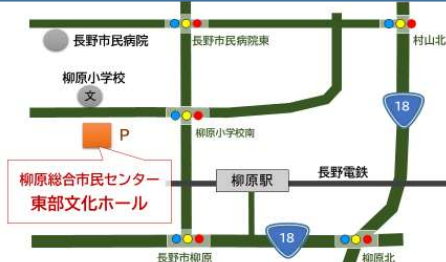 長野市民病院
長野市民病院東
村山北
柳原小学校
文
18
P
柳原小学校南
柳原総合市民センター
東部文化ホール
柳原駅
長野電鉄
18
長野市柳原
柳原北